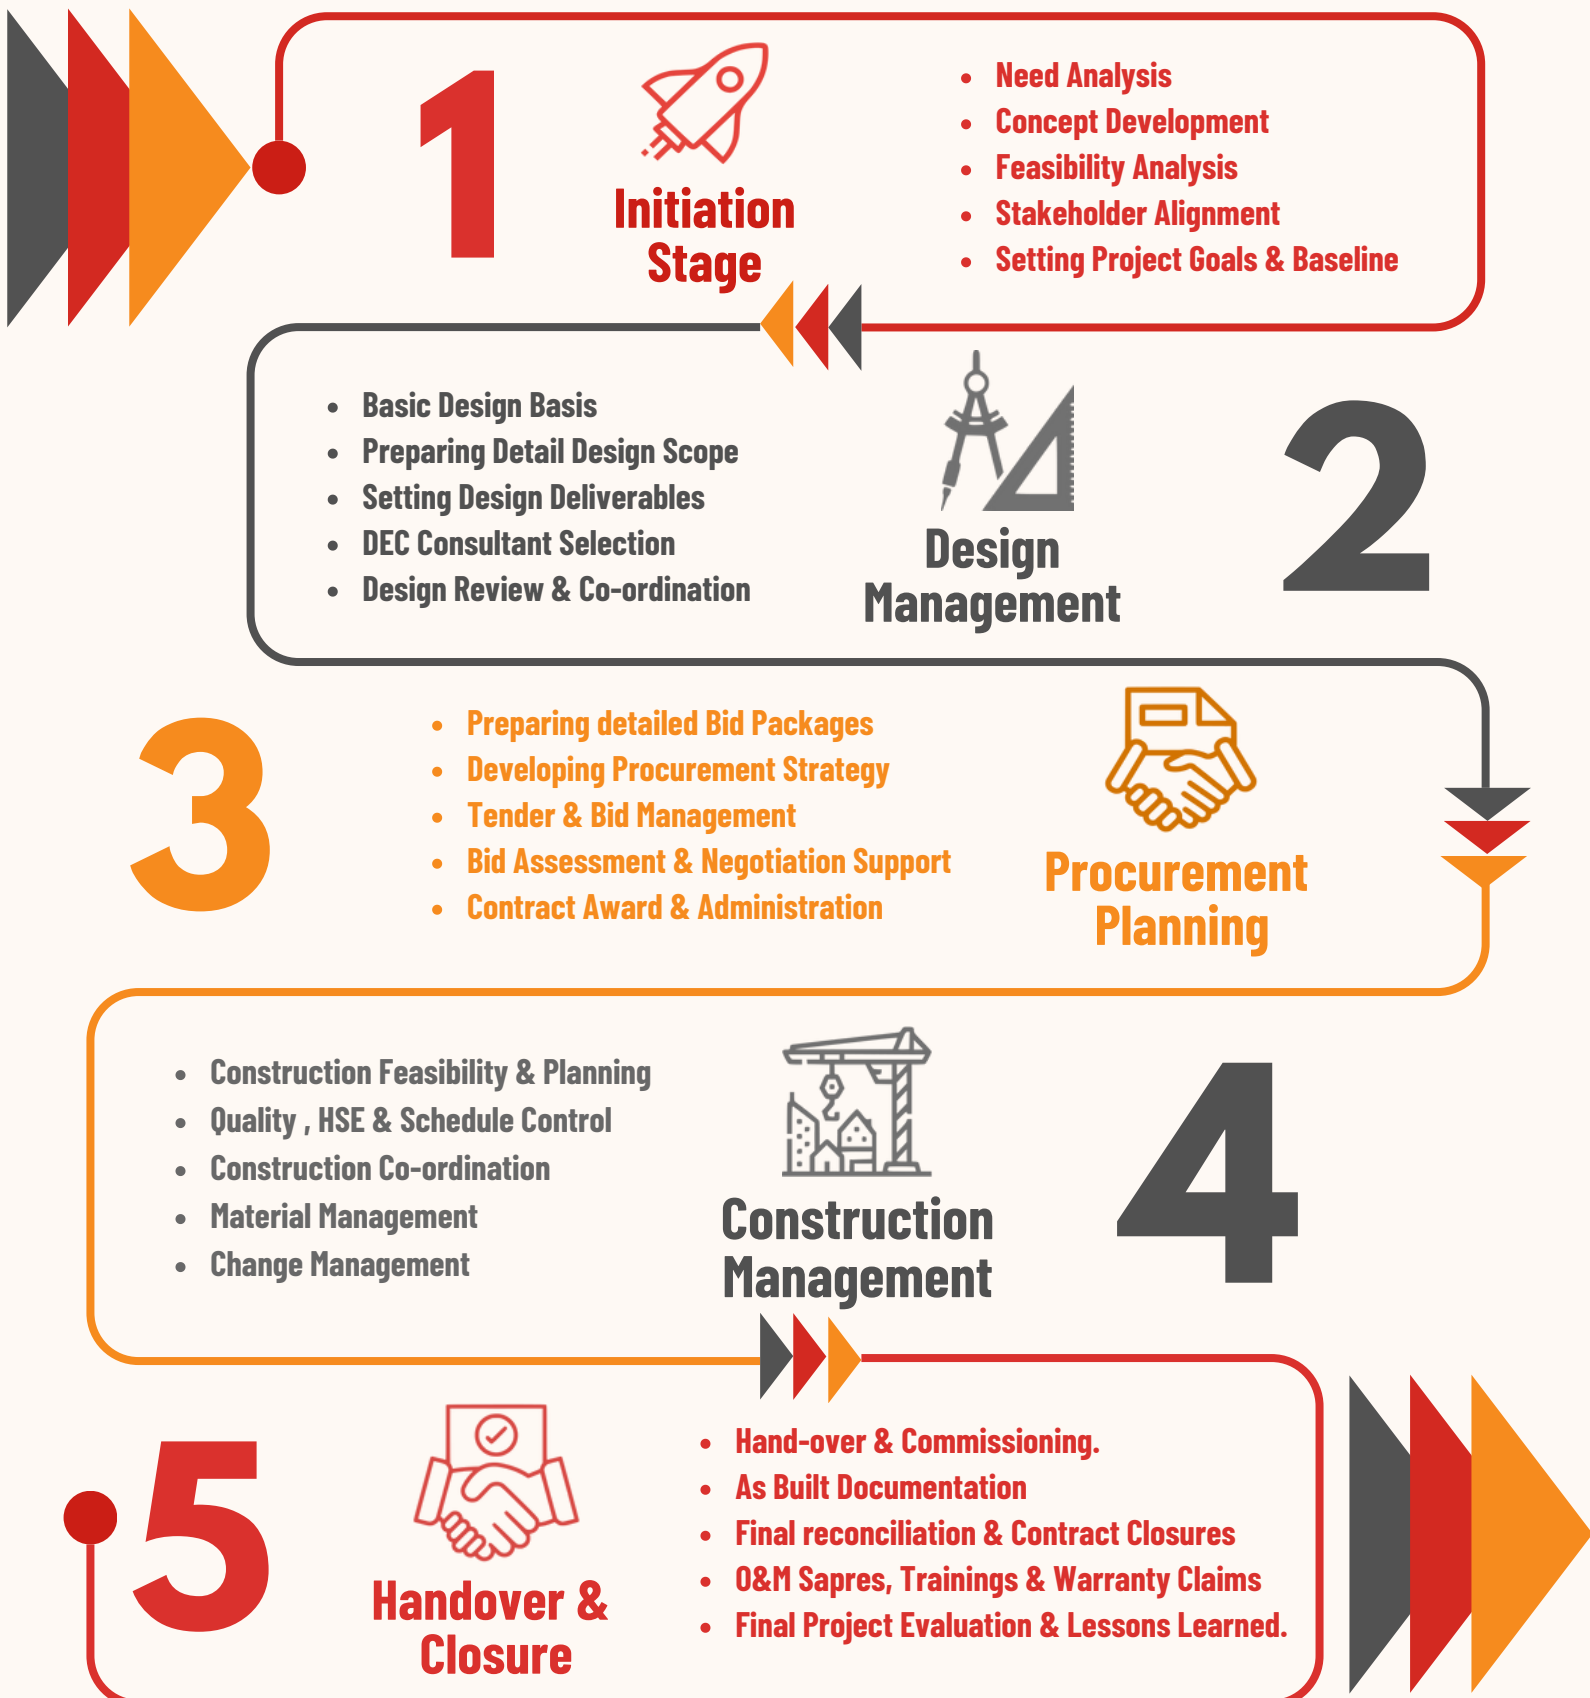 1
Initiation
Stage
• Need Analysis
• Concept Development
• Feasibility Analysis
• Stakeholder Alignment
• Setting Project Goals & Baseline
• Basic Design Basis
• Preparing Detail Design Scope
• Setting Design Deliverables
• DEC Consultant Selection
• Design Review & Co-ordination
Design
Management
2
3
• Preparing detailed Bid Packages
• Developing Procurement Strategy
• Tender & Bid Management
• Bid Assessment & Negotiation Support
• Contract Award & Administration
Procurement
Planning
• Construction Feasibility & Planning
• Quality , HSE & Schedule Control
• Construction Co-ordination
• Material Management
• Change Management
Construction
Management
4
5
Handover &
Closure
• Hand-over & Commissioning.
• As Built Documentation
• Final reconciliation & Contract Closures
• O&M Sapres, Trainings & Warranty Claims
• Final Project Evaluation & Lessons Learned.